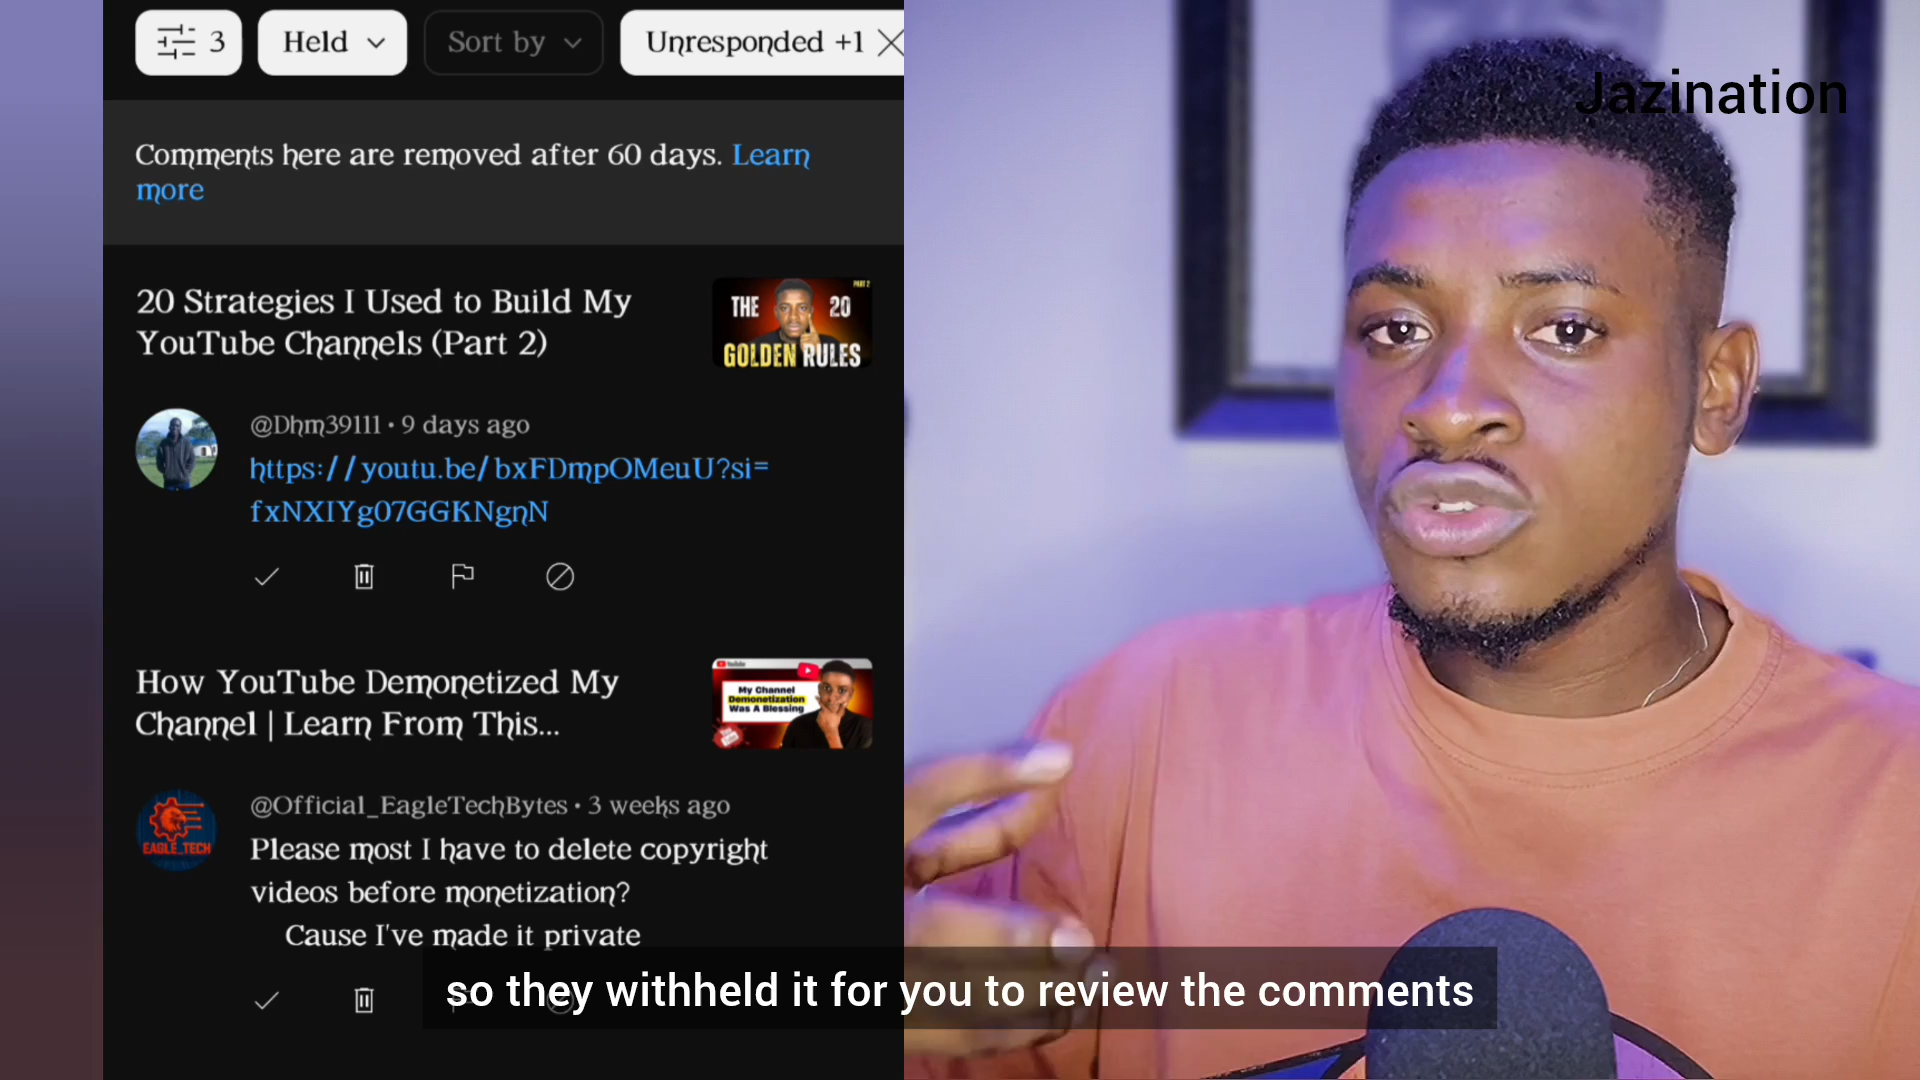 3
Held
Sort by
Unresponded +1
Comments here are removed after 60 days. Learn
more
20 Strategies I Used to Build My
YouTube Channels (Part 2)
PART 2
THE 20
GOLDEN RULES
@Dhm39111 • 9 days ago
https://youtu.be/bxFDmpOMeuU?si=
fxNXIYg07GGKNgnN
How YouTube Demonetized My
Channel | Learn From This...
YouTube
My Channel
Demonetization
Was A Blessing
@Official_EagleTechBytes • 3 weeks ago
EAGLE_TECH
Please most I have to delete copyright
videos before monetization?
Cause I've made it private
Jazination
so they withheld it for you to review the comments